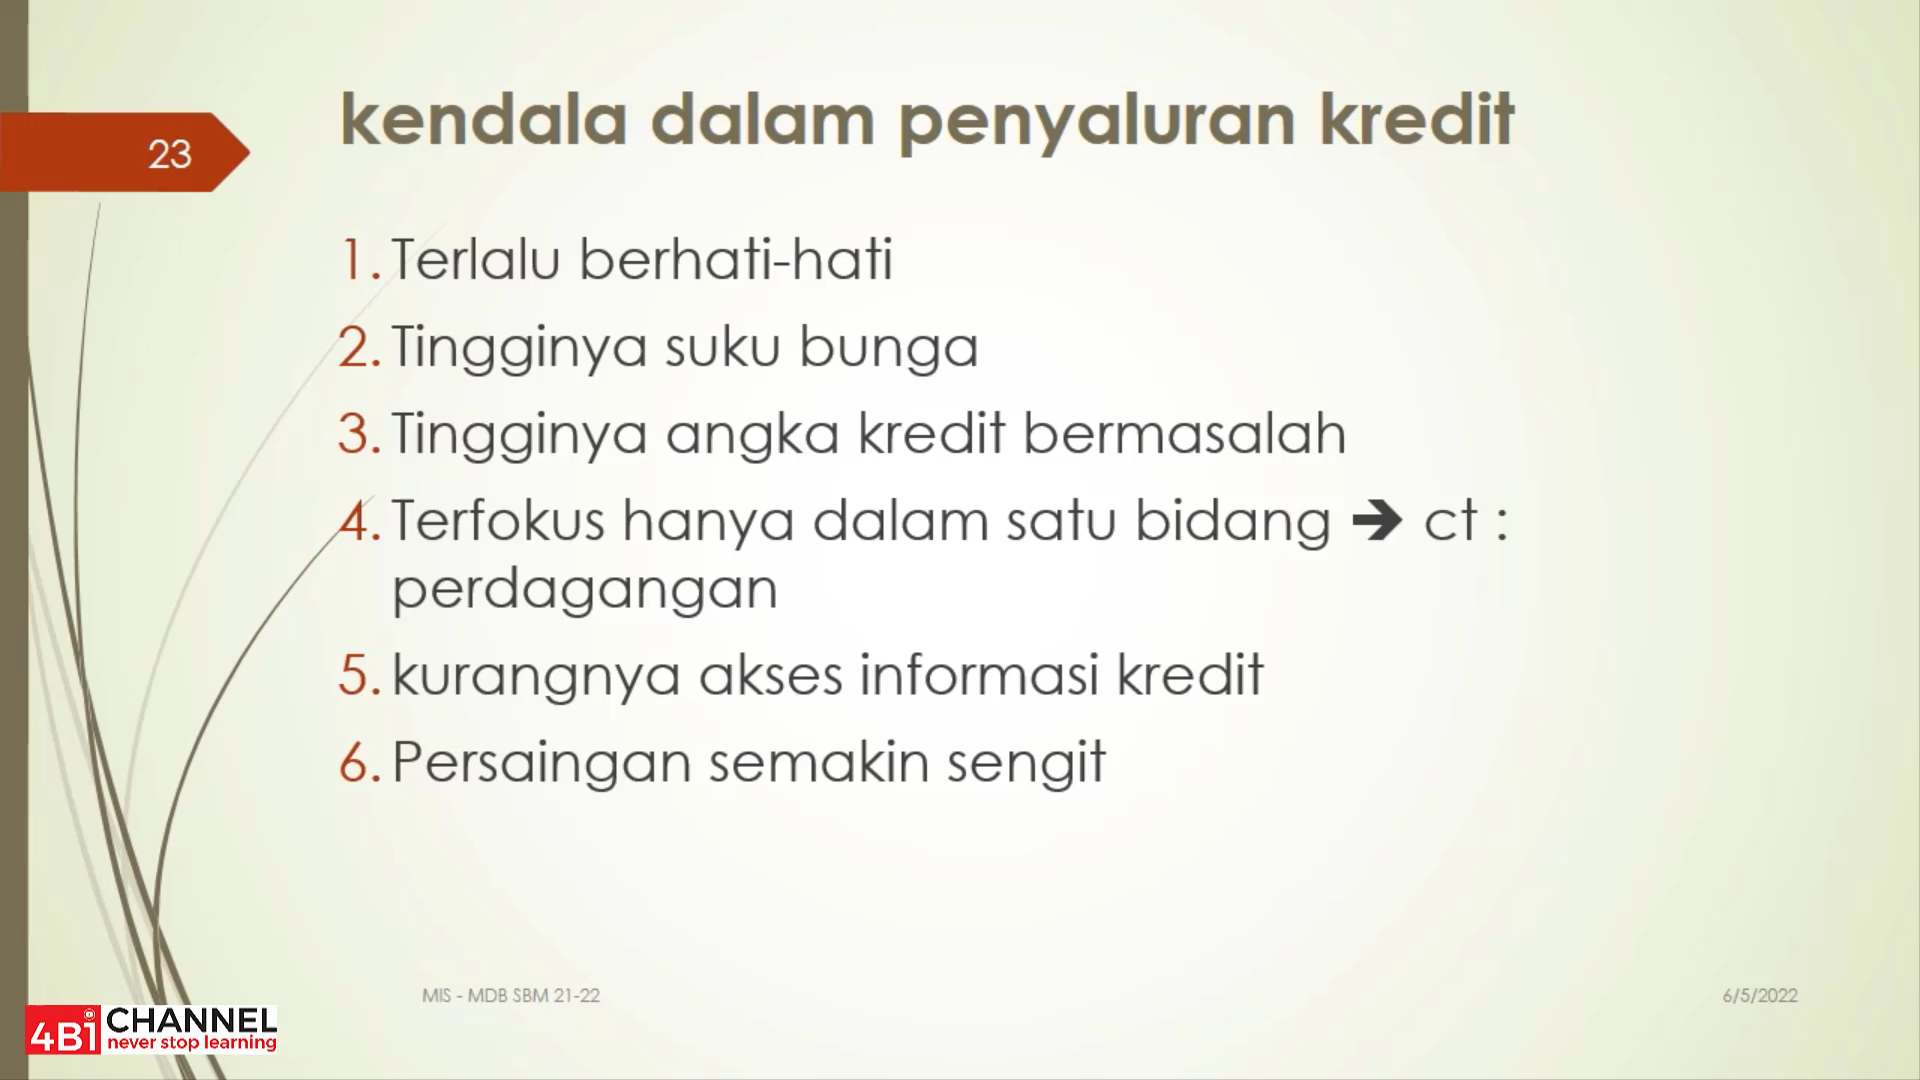 23
kendala dalam penyaluran kredit
1. Terlalu berhati-hati
2. Tingginya suku bunga
3. Tingginya angka kredit bermasalah
4. Terfokus hanya dalam satu bidang ➔ ct :
perdagangan
5. kurangnya akses informasi kredit
6. Persaingan semakin sengit
MIS - MDB SBM 21-22
6/5/2022
4Bi CHANNEL
never stop learning